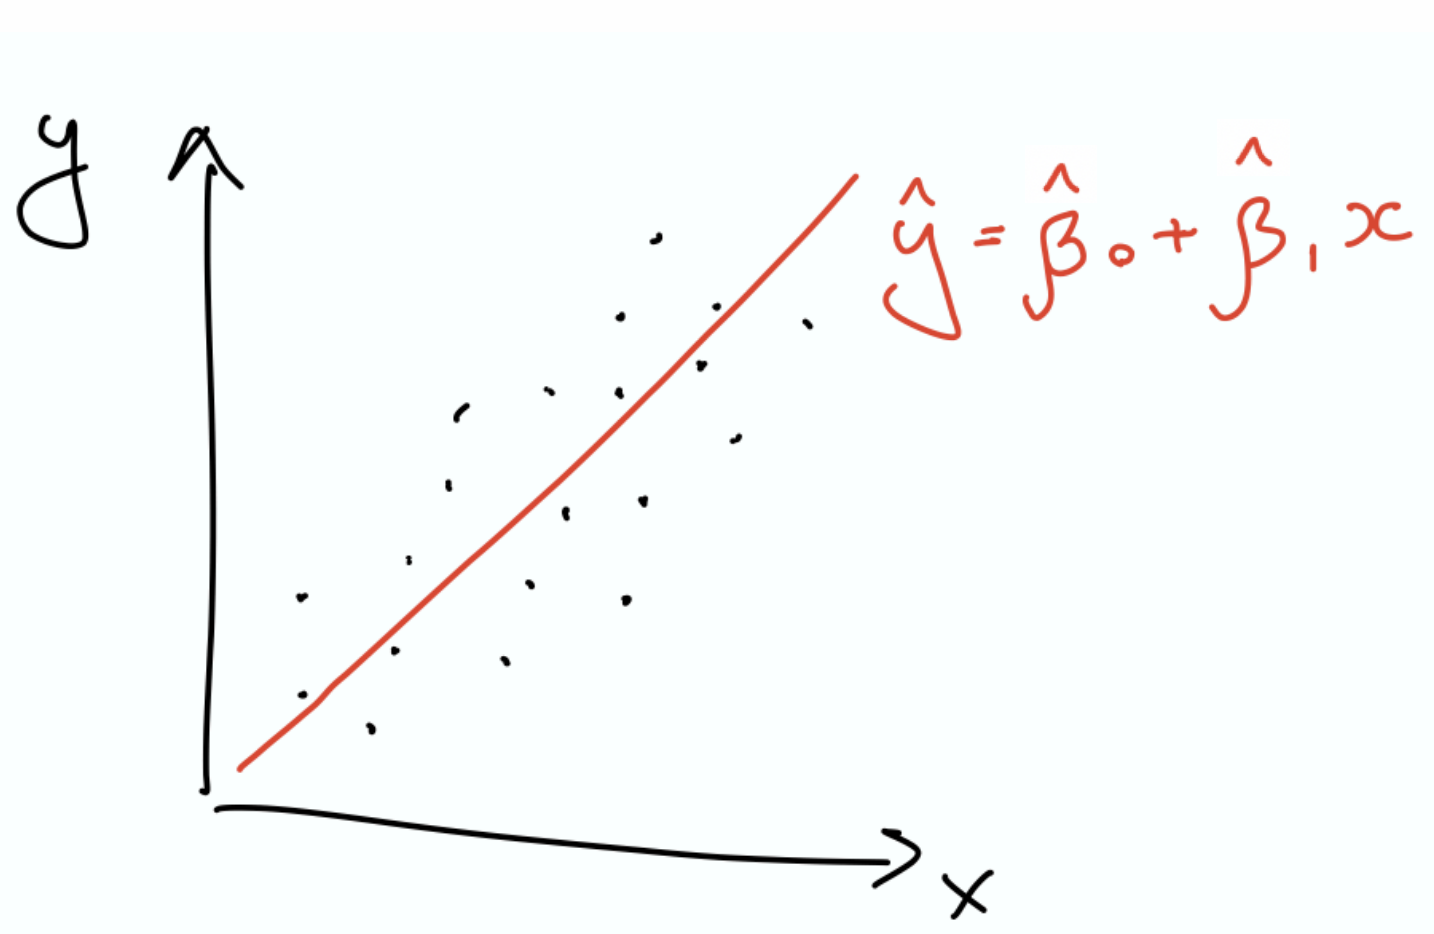 y
ŷ = β̂₀ + β̂₁x
x